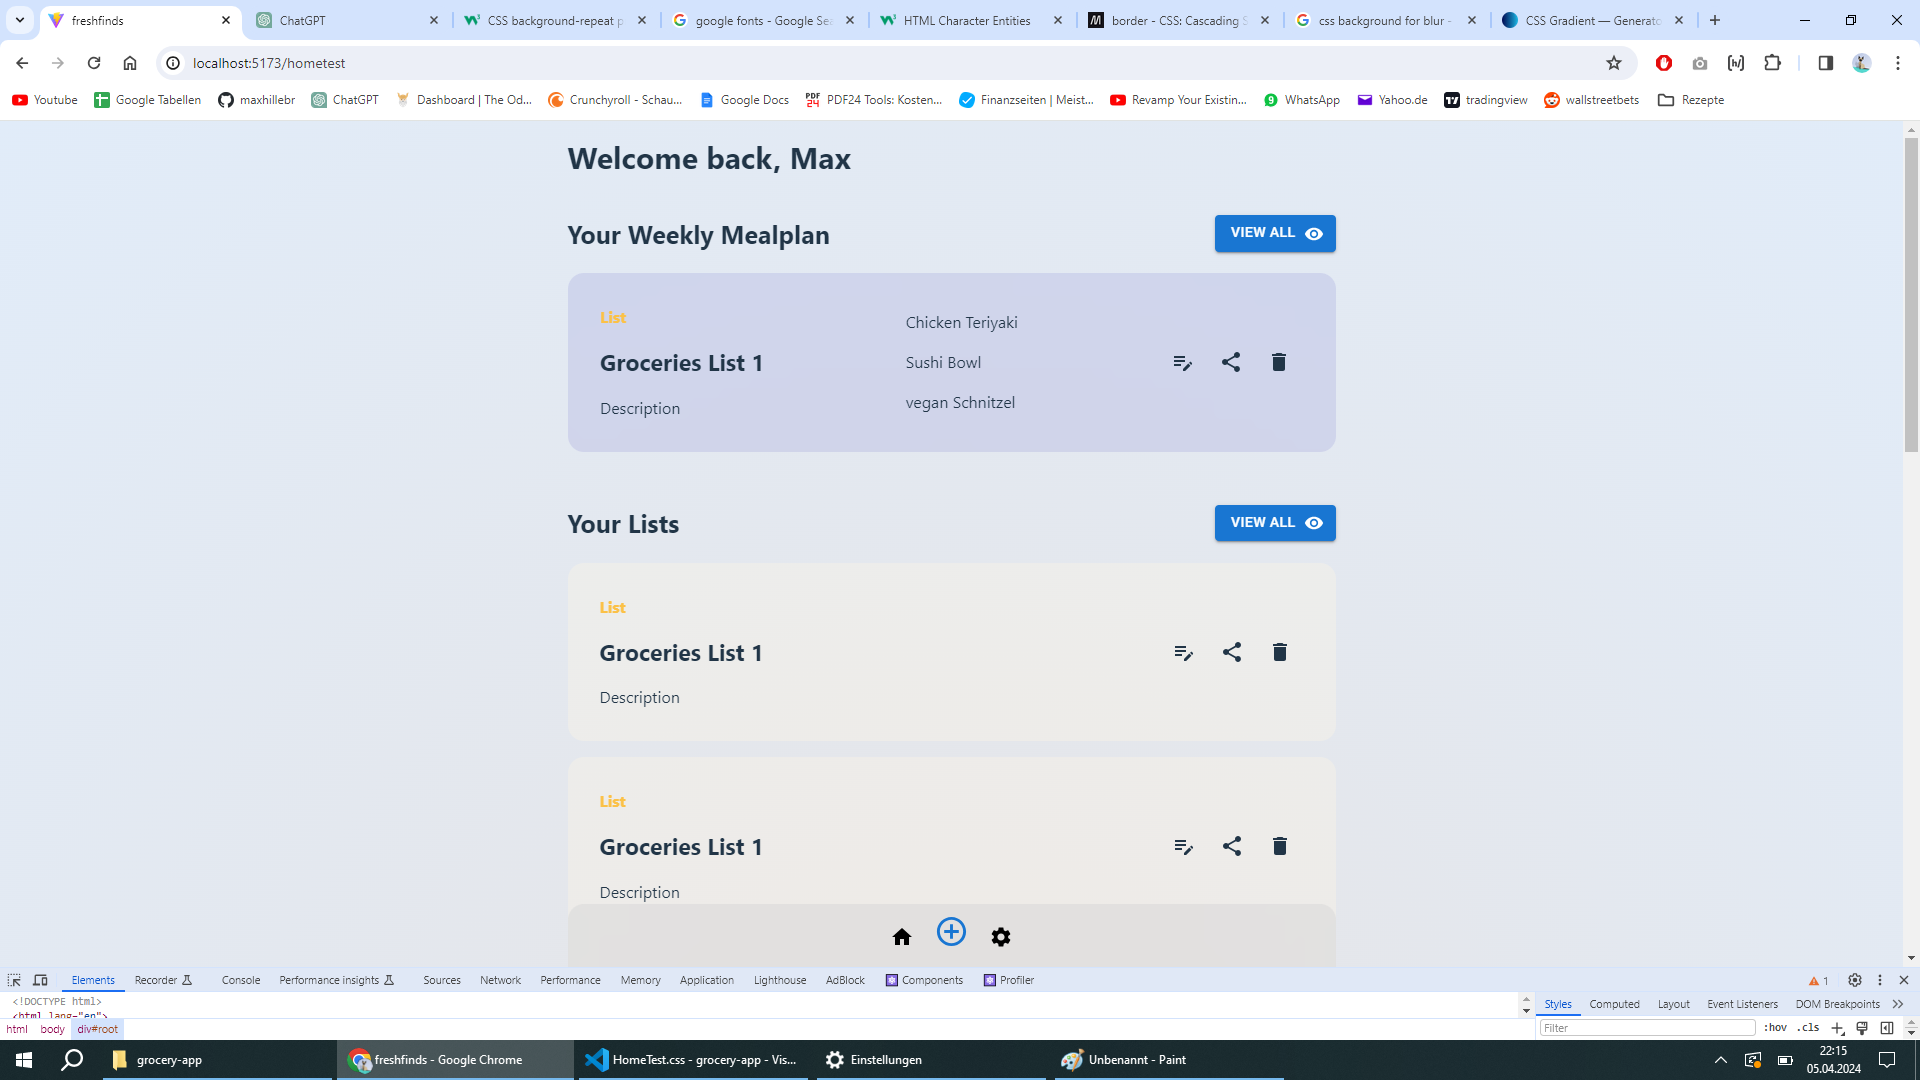 freshfinds
ChatGPT
CSS background-repeat p
google fonts - Google Sea
HTML Character Entities
border - CSS: Cascading S
css background for blur -
CSS Gradient — Generato
localhost:5173/hometest
Youtube
Google Tabellen
maxhillebr
ChatGPT
Dashboard | The Od...
Crunchyroll - Schau...
Google Docs
PDF24 Tools: Kosten...
Finanzseiten | Meist...
Revamp Your Existin...
WhatsApp
Yahoo.de
tradingview
wallstreetbets
Rezepte
Welcome back, Max
Your Weekly Mealplan
VIEW ALL
List
Groceries List 1
Description
Chicken Teriyaki
Sushi Bowl
vegan Schnitzel
Your Lists
VIEW ALL
List
Groceries List 1
Description
List
Groceries List 1
Description
Elements
Recorder
Console
Performance insights
Sources
Network
Performance
Memory
Application
Lighthouse
AdBlock
Components
Profiler
1
<!DOCTYPE html>
<html lang="en">
html body div#root
Styles
Computed
Layout
Event Listeners
DOM Breakpoints
Filter
:hov .cls
grocery-app
freshfinds - Google Chrome
HomeTest.css - grocery-app - Vis...
Einstellungen
Unbenannt - Paint
22:15
05.04.2024